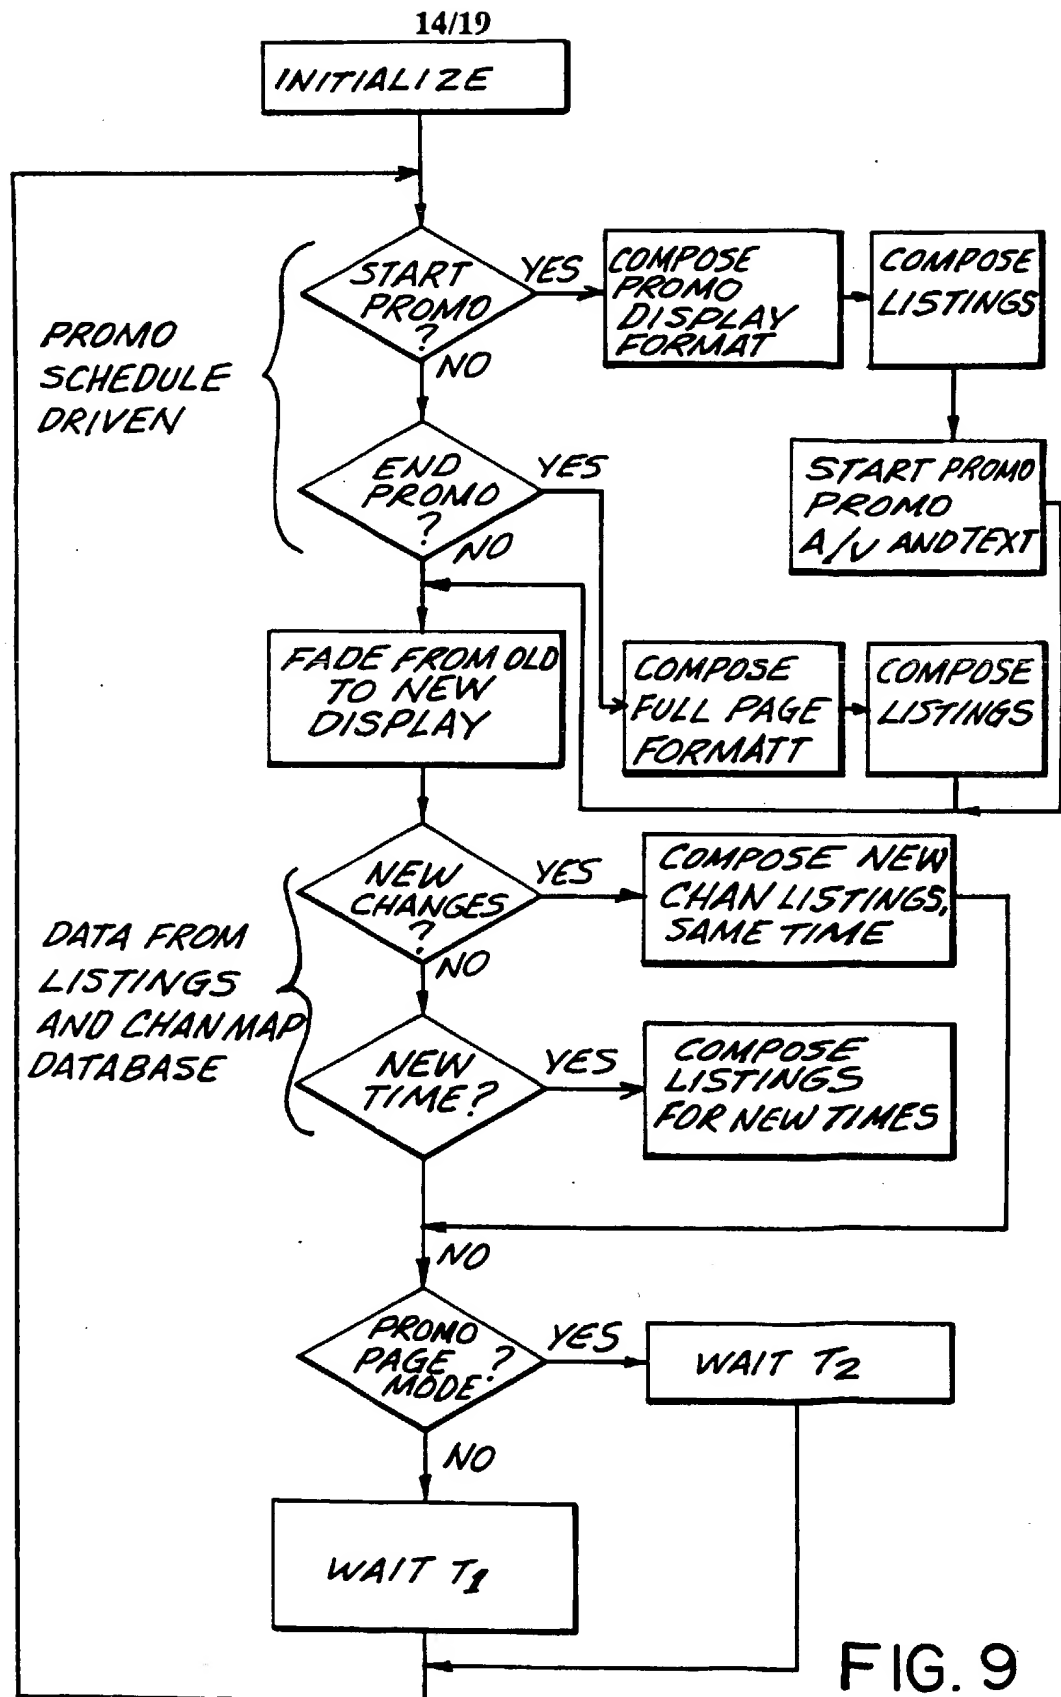 14/19
INITIALIZE
START
PROMO
?
YES
NO
COMPOSE
PROMO
DISPLAY
FORMAT
COMPOSE
LISTINGS
PROMO
SCHEDULE
DRIVEN
END
PROMO
?
YES
NO
START PROMO
PROMO
A/V AND TEXT
FADE FROM OLD
TO NEW
DISPLAY
COMPOSE
FULL PAGE
FORMATT
COMPOSE
LISTINGS
NEW
CHANGES
?
YES
NO
COMPOSE NEW
CHAN LISTINGS,
SAME TIME
DATA FROM
LISTINGS
AND CHAN MAP
DATABASE
NEW
TIME?
YES
COMPOSE
LISTINGS
FOR NEW TIMES
NO
PROMO
PAGE ?
MODE
YES
WAIT T2
NO
WAIT T1
FIG. 9